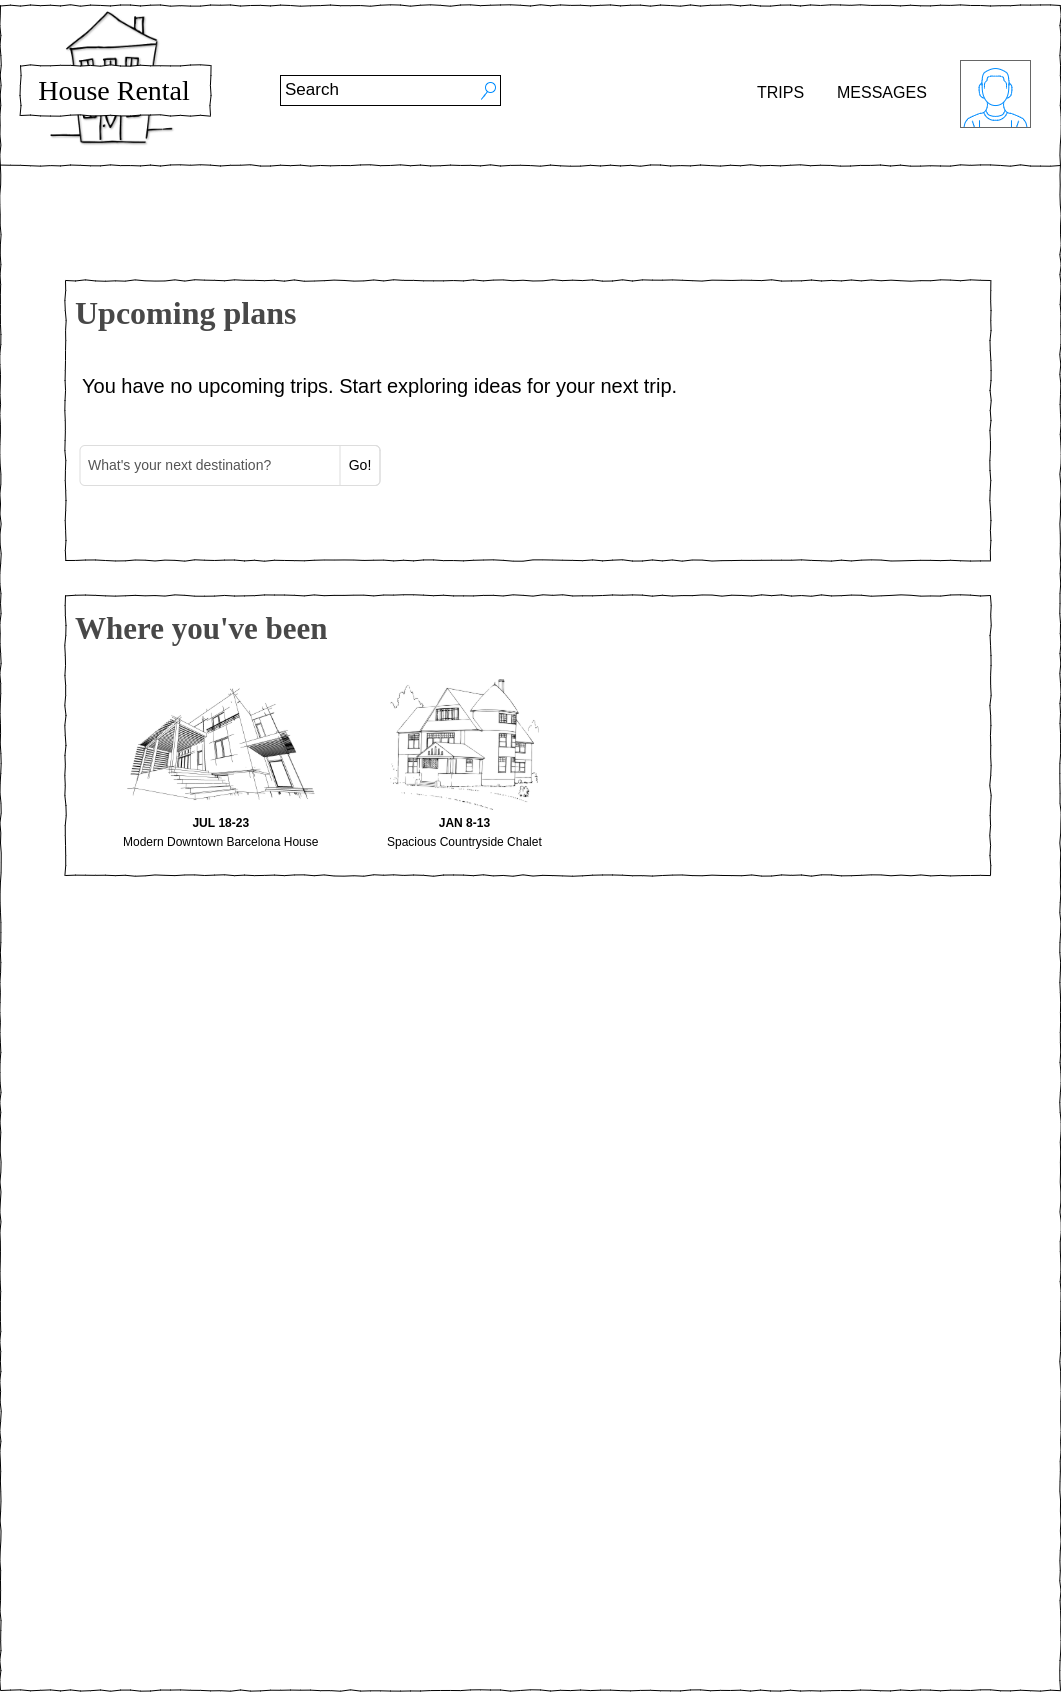 House Rental
Search
TRIPS
MESSAGES
Upcoming plans
You have no upcoming trips. Start exploring ideas for your next trip.
What's your next destination?
Go!
Where you've been
JUL 18-23
Modern Downtown Barcelona House
JAN 8-13
Spacious Countryside Chalet